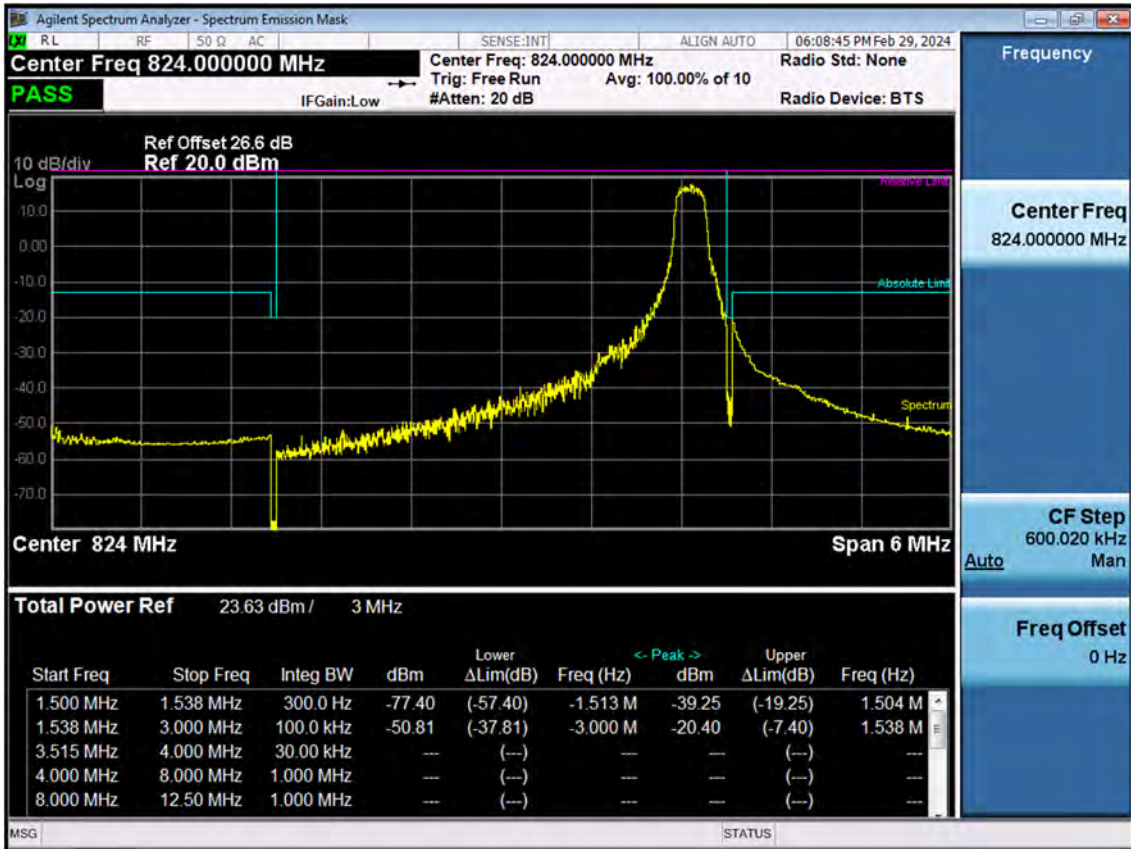 Agilent Spectrum Analyzer - Spectrum Emission Mask
LXI RL RF 50 Ω AC SENSE:INT ALIGN AUTO 06:08:45 PM Feb 29, 2024
Center Freq 824.000000 MHz
Center Freq: 824.000000 MHz Radio Std: None
Trig: Free Run Avg: 100.00% of 10
PASS IFGain:Low #Atten: 20 dB Radio Device: BTS
Ref Offset 26.6 dB
10 dB/div Ref 20.0 dBm
Log
Relative Limit
10.0
0.00
-10.0
Absolute Limit
-20.0
-30.0
-40.0
Spectrum
-50.0
-60.0
-70.0
Center 824 MHz Span 6 MHz
Total Power Ref 23.63 dBm / 3 MHz
Lower <- Peak -> Upper
Start Freq Stop Freq Integ BW dBm ΔLim(dB) Freq (Hz) dBm ΔLim(dB) Freq (Hz)
1.500 MHz 1.538 MHz 300.0 Hz -77.40 (-57.40) -1.513 M -39.25 (-19.25) 1.504 M
1.538 MHz 3.000 MHz 100.0 kHz -50.81 (-37.81) -3.000 M -20.40 (-7.40) 1.538 M
3.515 MHz 4.000 MHz 30.00 kHz --- (---) --- --- (---) ---
4.000 MHz 8.000 MHz 1.000 MHz --- (---) --- --- (---) ---
8.000 MHz 12.50 MHz 1.000 MHz --- (---) --- --- (---) ---
MSG STATUS
Frequency
Center Freq
824.000000 MHz
CF Step
600.020 kHz
Auto Man
Freq Offset
0 Hz